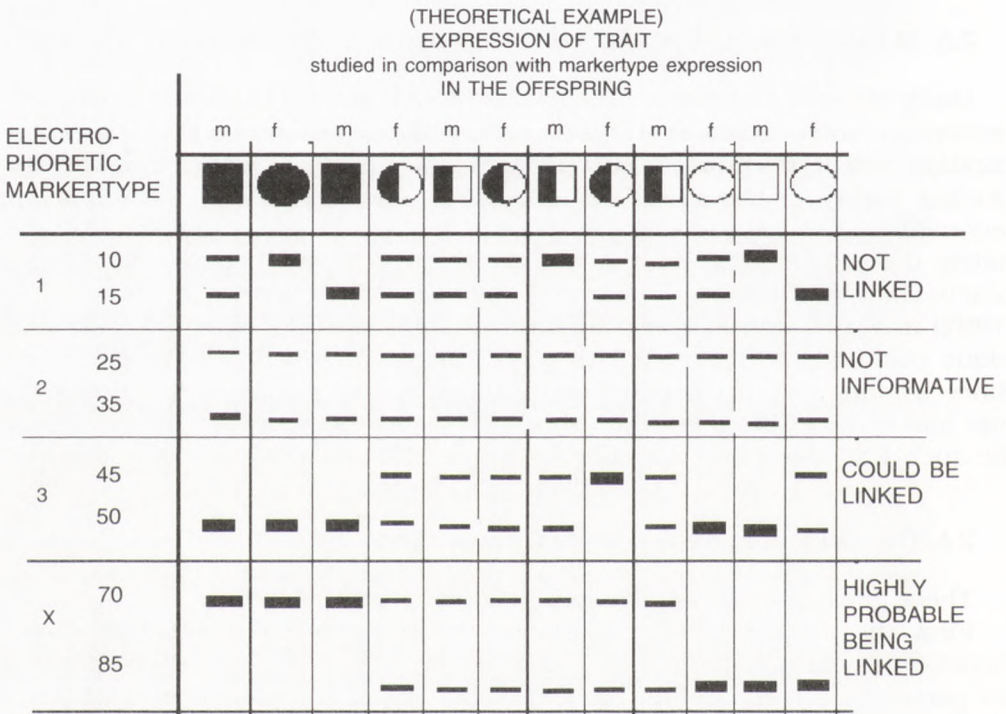 (THEORETICAL EXAMPLE)
EXPRESSION OF TRAIT
studied in comparison with markertype expression
IN THE OFFSPRING
ELECTRO-
PHORETIC
MARKERTYPE
m f m f m f m f m f m f
1
10
15
NOT
LINKED
2
25
35
NOT
INFORMATIVE
3
45
50
COULD BE
LINKED
X
70
85
HIGHLY
PROBABLE
BEING
LINKED